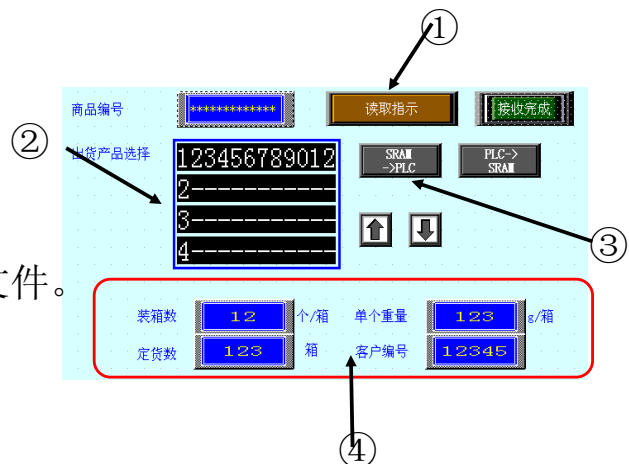 ①
商品编号 ************* 读取指示 接收完成
②
出货产品选择 123456789012 SRAM ->PLC PLC-> SRAM
2-----------
3-----------
4-----------
③
文件。
装箱数 12 个/箱 单个重量 123 g/箱
定货数 123 箱 客户编号 12345
④